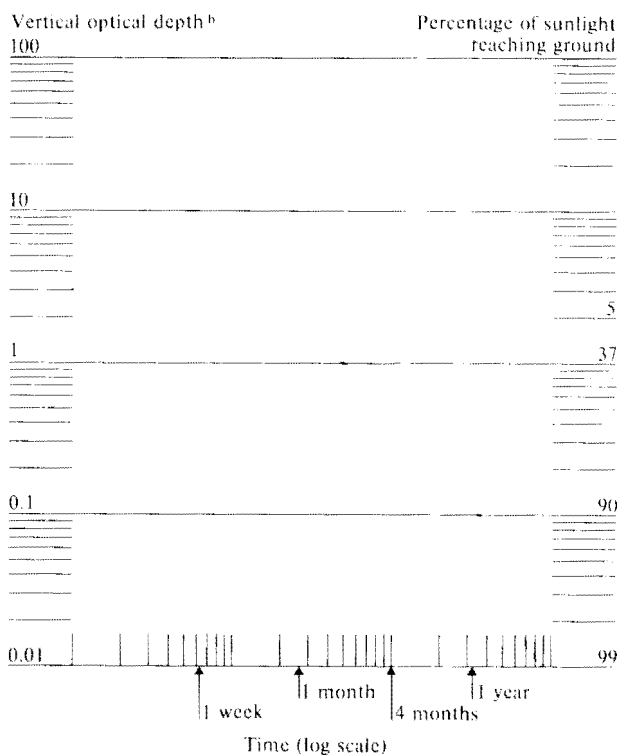 Vertical optical depth b
Percentage of sunlight
reaching ground
100
10
5
1
37
0.1
90
0.01
99
1 week
1 month
4 months
1 year
Time (log scale)